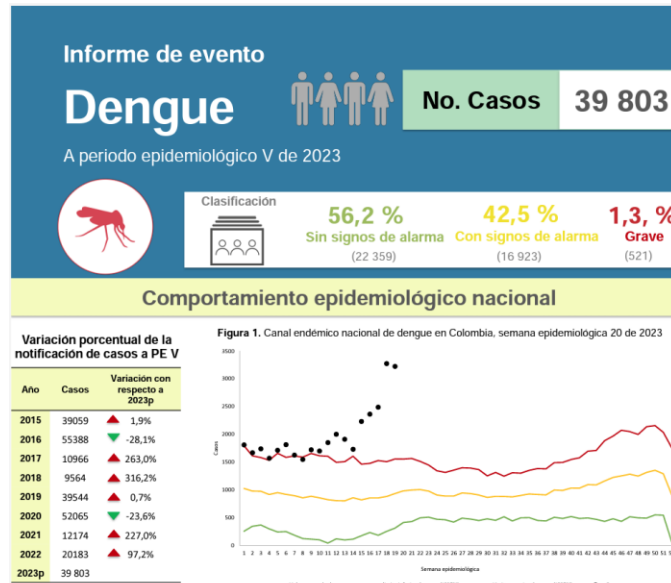 Informe de evento
Dengue
No. Casos 39 803
A periodo epidemiológico V de 2023
Clasificación
56,2 % 42,5 % 1,3, %
Sin signos de alarma Con signos de alarma Grave
(22 359) (16 923) (521)
Comportamiento epidemiológico nacional
Variación porcentual de la
notificación de casos a PE V
Año Casos Variación con
respecto a
2023p
2015 39059 1,9%
2016 55388 -28,1%
2017 10966 263,0%
2018 9564 316,2%
2019 39544 0,7%
2020 52065 -23,6%
2021 12174 227,0%
2022 20183 97,2%
2023p 39 803
Figura 1. Canal endémico nacional de dengue en Colombia, semana epidemiológica 20 de 2023
3500
3000
2500
2000
1500
1000
500
0
Casos
1 2 3 4 5 6 7 8 9 10 11 12 13 14 15 16 17 18 19 20 21 22 23 24 25 26 27 28 29 30 31 32 33 34 35 36 37 38 39 40 41 42 43 44 45 46 47 48 49 50 51
Semana epidemiológica